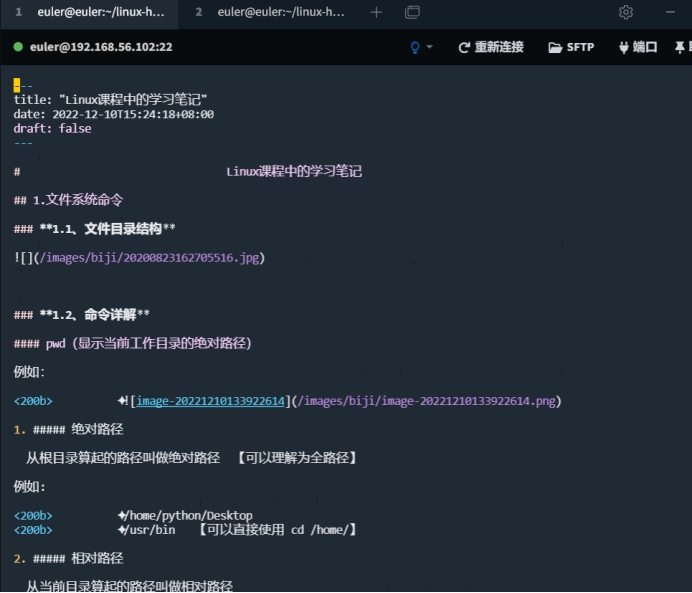 1 euler@euler:~/linux-h... 2 euler@euler:~/linux-h...
euler@192.168.56.102:22 重新连接 SFTP 端口
---
title: "Linux课程中的学习笔记"
date: 2022-12-10T15:24:18+08:00
draft: false
---
# Linux课程中的学习笔记
## 1.文件系统命令
### **1.1、文件目录结构**
![](/images/biji/20200823162705516.jpg)
### **1.2、命令详解**
#### pwd (显示当前工作目录的绝对路径)
例如：
<200b> ![image-20221210133922614](/images/biji/image-20221210133922614.png)
1. ##### 绝对路径
从根目录算起的路径叫做绝对路径 【可以理解为全路径】
例如：
<200b> /home/python/Desktop
<200b> /usr/bin 【可以直接使用 cd /home/】
2. ##### 相对路径
从当前目录算起的路径叫做相对路径